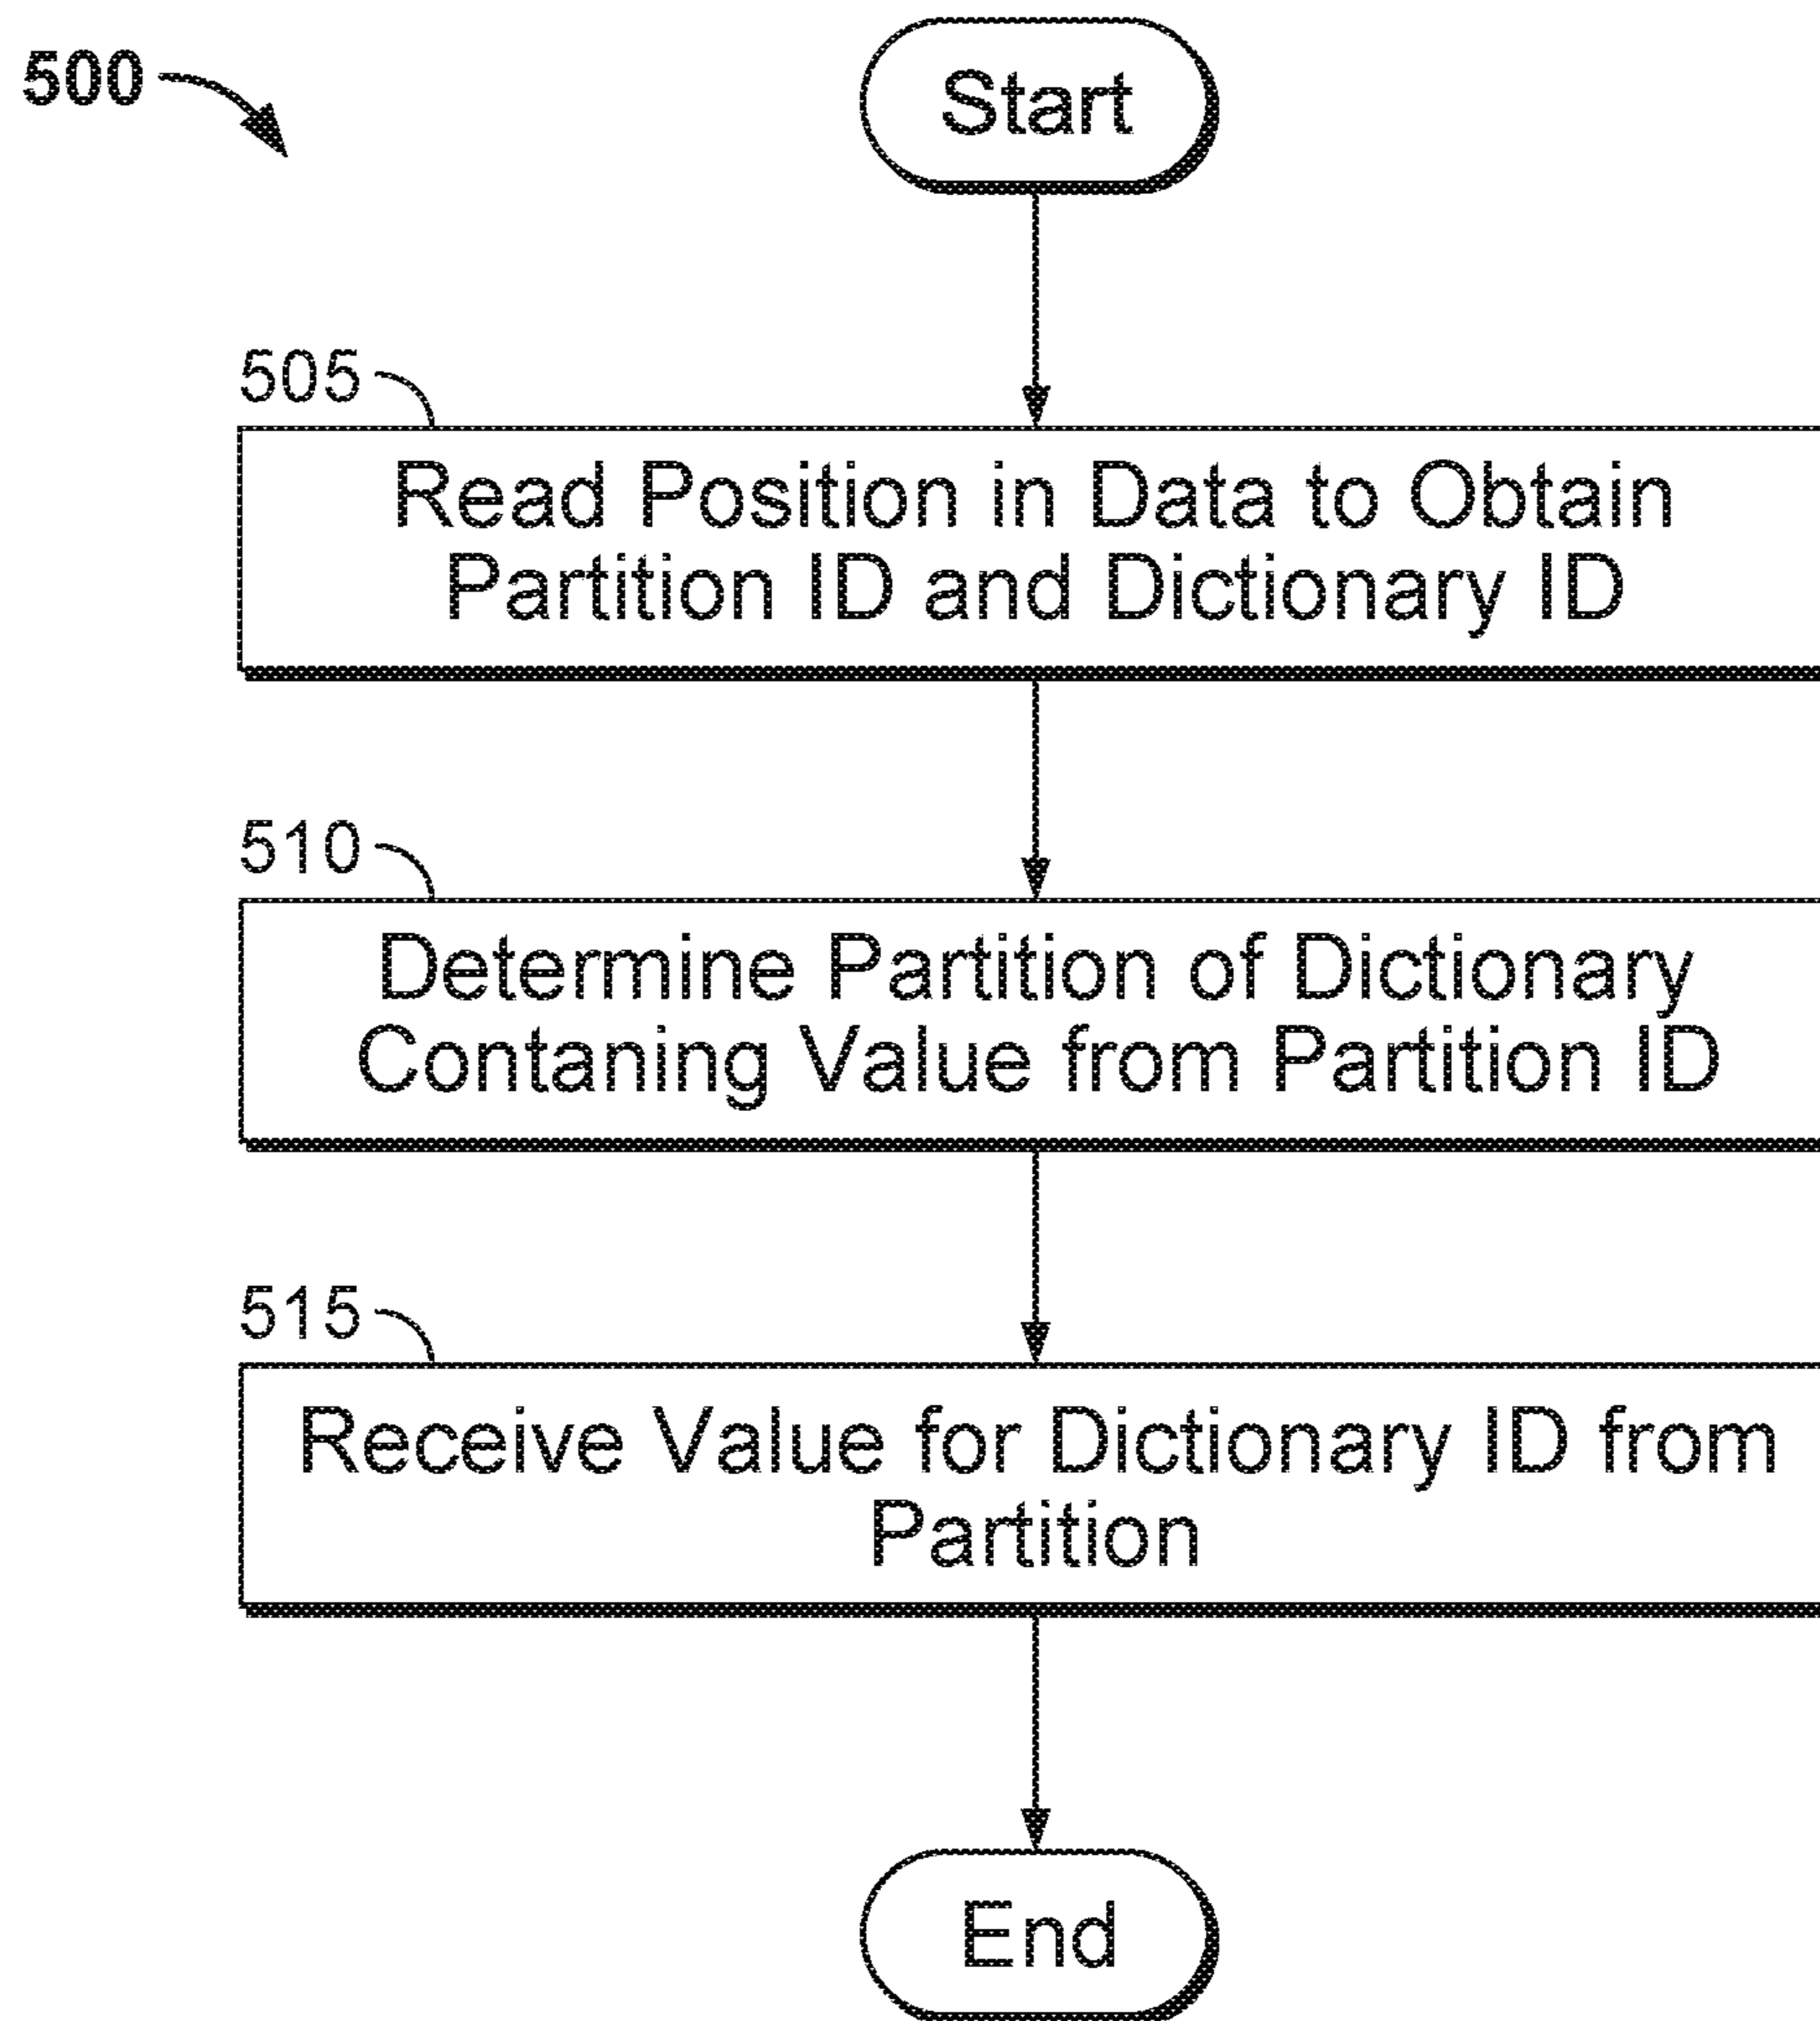 500
Start
505
Read Position in Data to Obtain
Partition ID and Dictionary ID
510
Determine Partition of Dictionary
Contaning Value from Partition ID
515
Receive Value for Dictionary ID from
Partition
End